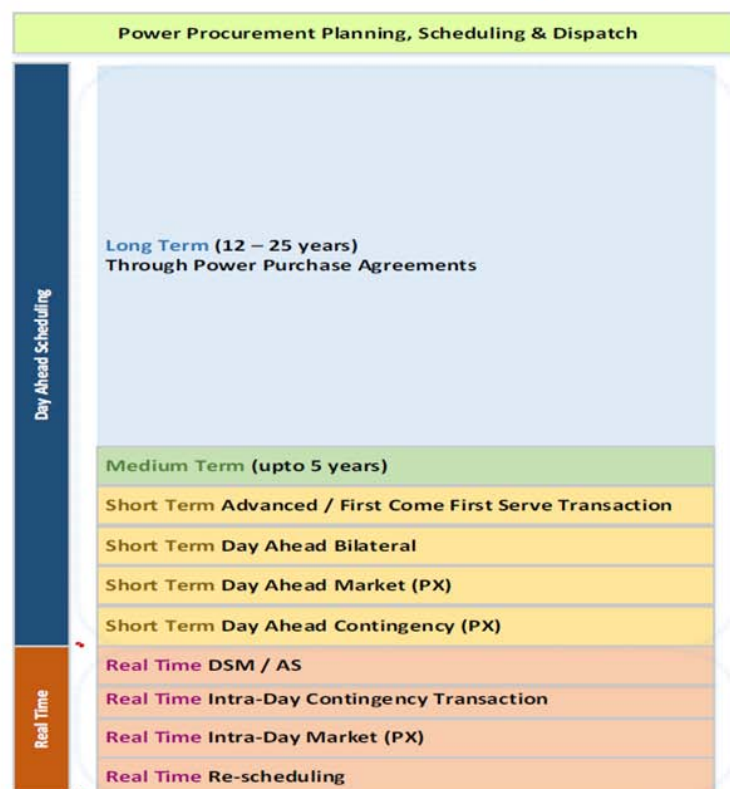 Power Procurement Planning, Scheduling & Dispatch
Day Ahead Scheduling
Long Term (12 – 25 years)
Through Power Purchase Agreements
Medium Term (upto 5 years)
Short Term Advanced / First Come First Serve Transaction
Short Term Day Ahead Bilateral
Short Term Day Ahead Market (PX)
Short Term Day Ahead Contingency (PX)
Real Time
Real Time DSM / AS
Real Time Intra-Day Contingency Transaction
Real Time Intra-Day Market (PX)
Real Time Re-scheduling